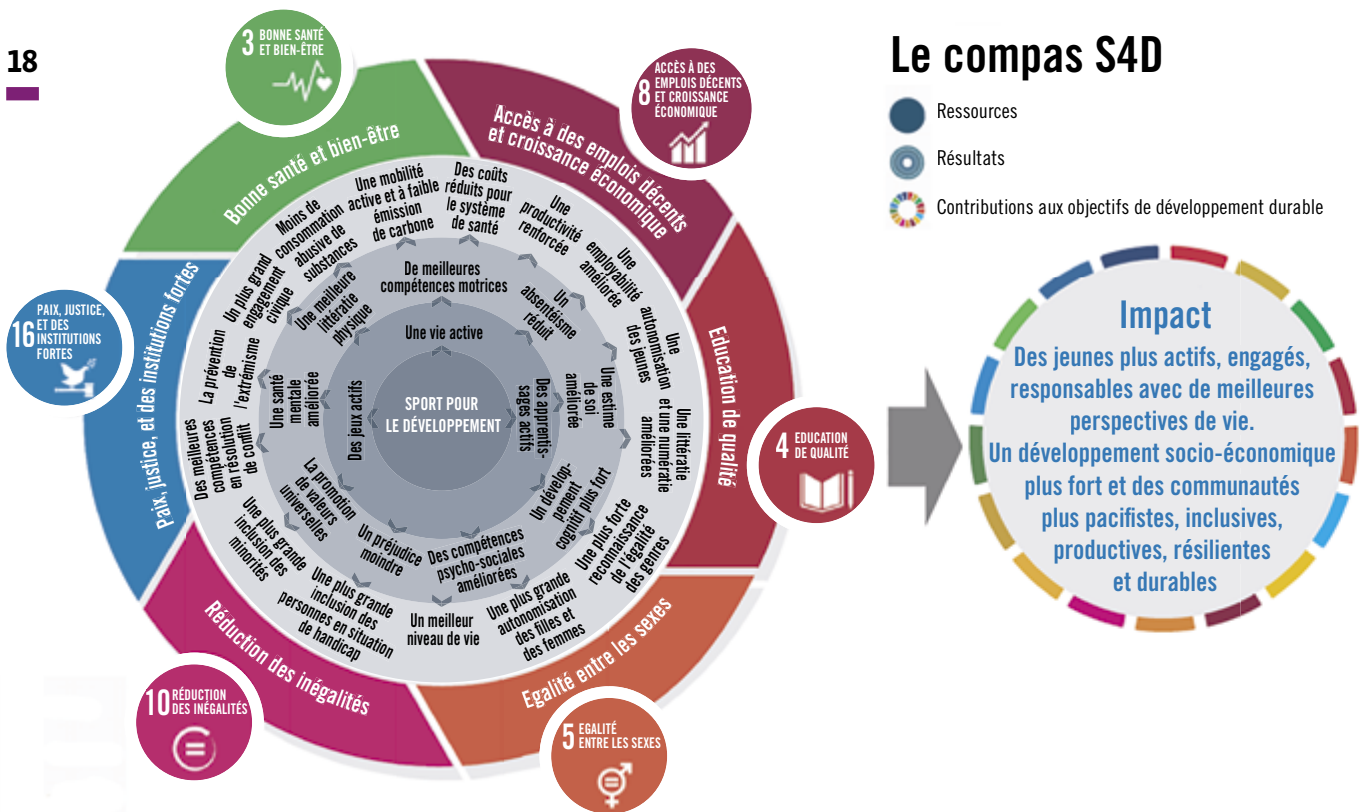 18
Le compas S4D
Ressources
Résultats
Contributions aux objectifs de développement durable
3 BONNE SANTÉ
ET BIEN-ÊTRE
8
ACCÈS À DES
EMPLOIS DÉCENTS
ET CROISSANCE
ÉCONOMIQUE
4 EDUCATION
DE QUALITÉ
5 EGALITÉ
ENTRE LES SEXES
10 RÉDUCTION
DES INÉGALITÉS
16
PAIX, JUSTICE,
ET DES
INSTITUTIONS
FORTES
Bonne santé et bien-être
Accès à des emplois décents
et croissance économique
Education de qualité
Egalité entre les sexes
Réduction des inégalités
Paix, justice, et des institutions fortes
Moins de
consommation
abusive de
substances
Une mobilité
active et à faible
émission
de carbone
Des coûts
réduits pour
le système
de santé
Une
productivité
renforcée
Une
employabilité
améliorée
Une
autonomisation
des jeunes
Une littératie
et une numératie
améliorées
Une plus forte
reconnaissance
de l'égalité
des genres
Une plus grande
autonomisation
des filles et
des femmes
Un meilleur
niveau de vie
Une plus grande
inclusion des
personnes en situation
de handicap
Une plus grande
inclusion des
minorités
Des meilleures
compétences
en résolution
de conflit
La prévention
de
l'extrémisme
Un plus grand
engagement
civique
De meilleures
compétences motrices
Un
absentéisme
réduit
Une estime
de soi
améliorée
Un dévelop-
pement
cognitif plus fort
Des compétences
psycho-sociales
améliorées
Un préjudice
moindre
La promotion
de valeurs
universelles
Une santé
mentale
améliorée
Une meilleure
littératie
physique
Une vie active
Des apprentis-
sages actifs
Des jeux actifs
SPORT POUR
LE DÉVELOPPEMENT
Impact
Des jeunes plus actifs, engagés,
responsables avec de meilleures
perspectives de vie.
Un développement socio-économique
plus fort et des communautés
plus pacifistes, inclusives,
productives, résilientes
et durables